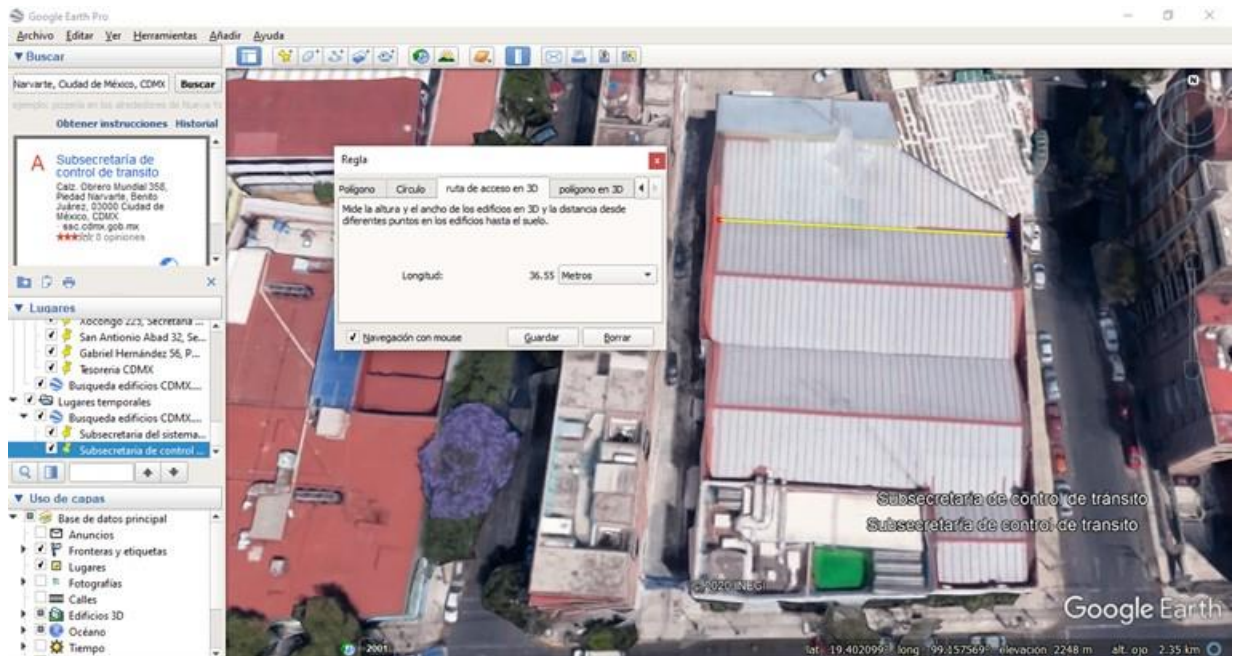 Google Earth Pro
Archivo Editar Ver Herramientas Añadir Ayuda
Buscar
Narvarte, Ciudad de México, CDMX Buscar
Obtener instrucciones Historial
A
Subsecretaría de
control de transito
Calz. Obrero Mundial 358,
Piedad Narvarte, Benito
Juárez, 03000 Ciudad de
México, CDMX
0 opiniones
Lugares
Xocongo 225, Secretaria ...
San Antionio Abad 32, Se...
Gabriel Hernández 56, P...
Tesoreria CDMX
Busqueda edificios CDMX....
Lugares temporales
Busqueda edificios CDMX....
Subsecretaria del sistema...
Subsecretaria de control ...
Uso de capas
Base de datos principal
Anuncios
Fronteras y etiquetas
Lugares
Fotografías
Calles
Edificios 3D
Océano
Tiempo
Regla
Polígono Círculo ruta de acceso en 3D polígono en 3D
Mide la altura y el ancho de los edificios en 3D y la distancia desde
diferentes puntos en los edificios hasta el suelo.
Longitud: 36.55 Metros
Navegación con mouse Guardar Borrar
N
Subsecretaría de control de tránsito
Subsecretaría de control de transito
© 2020 INEGI
Google Earth
2001
lat 19.402099° long -99.157569° elevación 2248 m alt. ojo 2.35 km